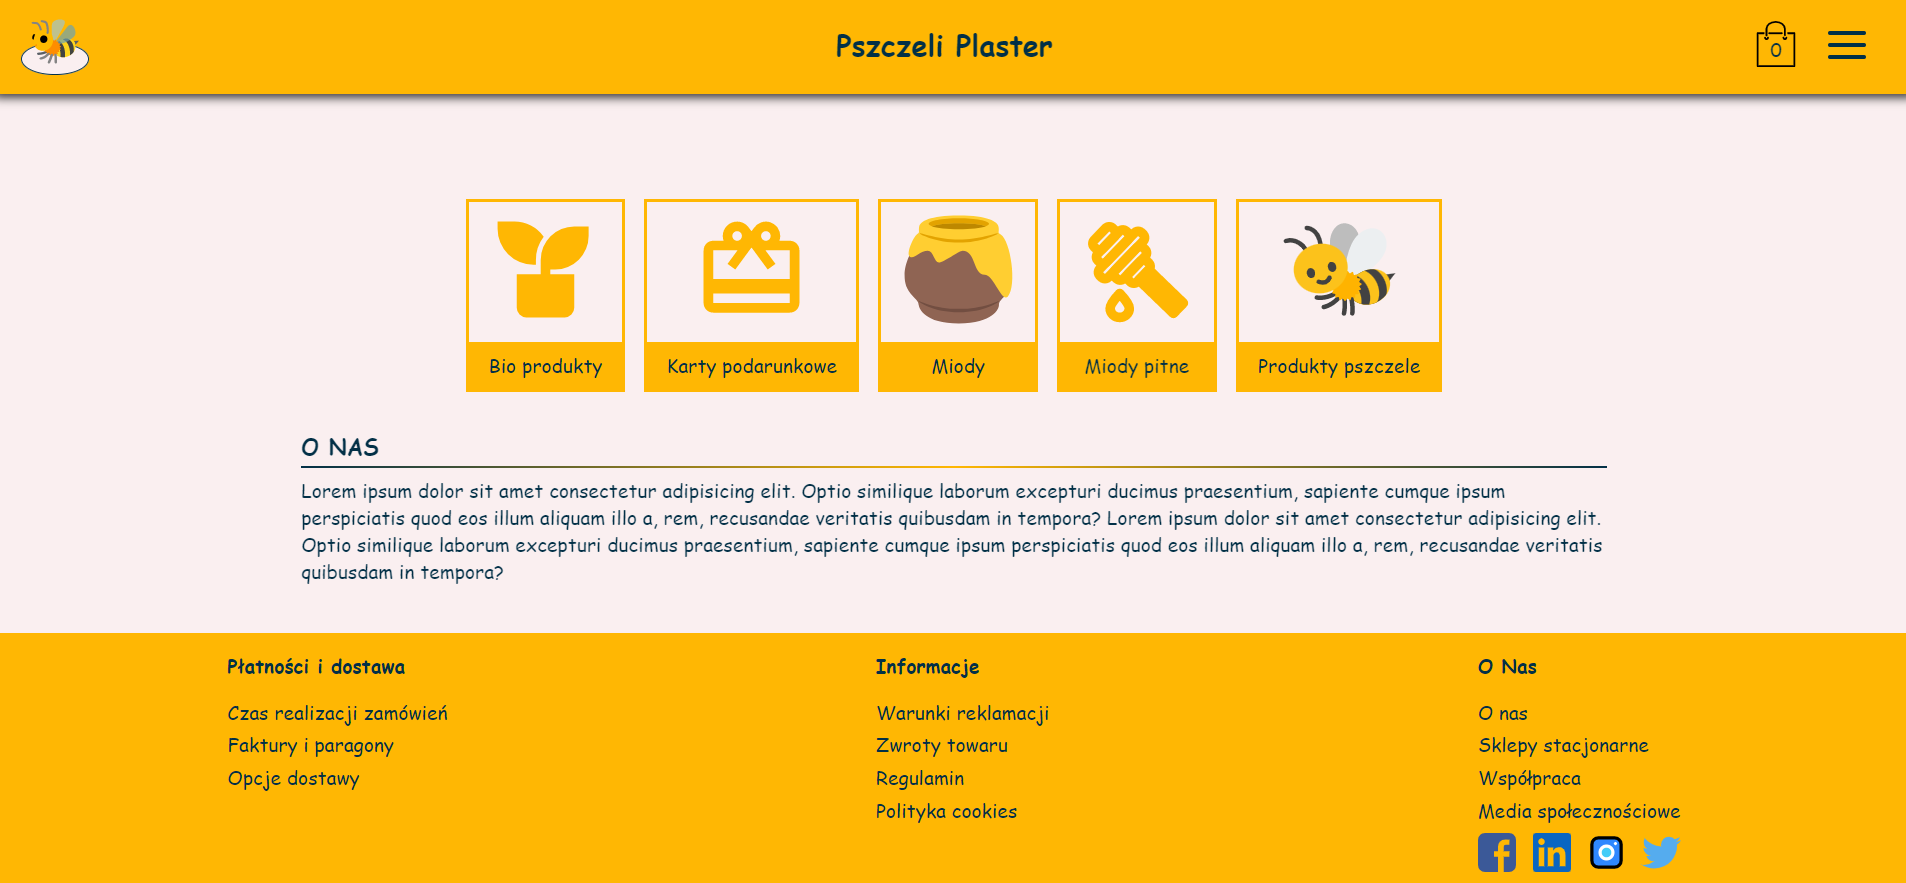 Pszczeli Plaster
0
Bio produkty
Karty podarunkowe
Miody
Miody pitne
Produkty pszczele
O NAS
Lorem ipsum dolor sit amet consectetur adipisicing elit. Optio similique laborum excepturi ducimus praesentium, sapiente cumque ipsum
perspiciatis quod eos illum aliquam illo a, rem, recusandae veritatis quibusdam in tempora? Lorem ipsum dolor sit amet consectetur adipisicing elit.
Optio similique laborum excepturi ducimus praesentium, sapiente cumque ipsum perspiciatis quod eos illum aliquam illo a, rem, recusandae veritatis
quibusdam in tempora?
Płatności i dostawa
Czas realizacji zamówień
Faktury i paragony
Opcje dostawy
Informacje
Warunki reklamacji
Zwroty towaru
Regulamin
Polityka cookies
O Nas
O nas
Sklepy stacjonarne
Współpraca
Media społecznościowe